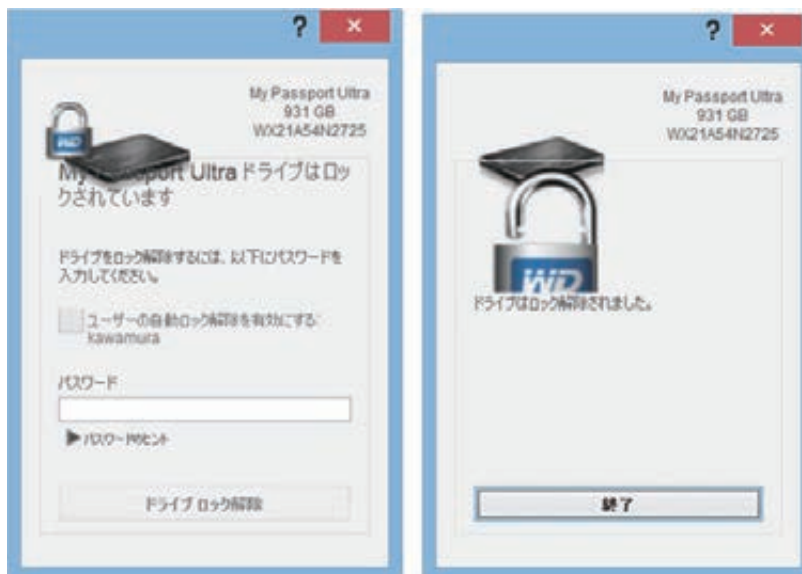 ?
×
My Passport Ultra
931 GB
WX21A54N2725
WD
My Passport Ultra ドライブはロッ
クされています
ドライブをロック解除するには、以下にパスワードを
入力してください。
ユーザーの自動ロック解除を有効にする:
kawamura
パスワード
▶パスワードのヒント
ドライブ ロック解除
?
×
My Passport Ultra
931 GB
WX21A54N2725
WD
ドライブはロック解除されました。
終了